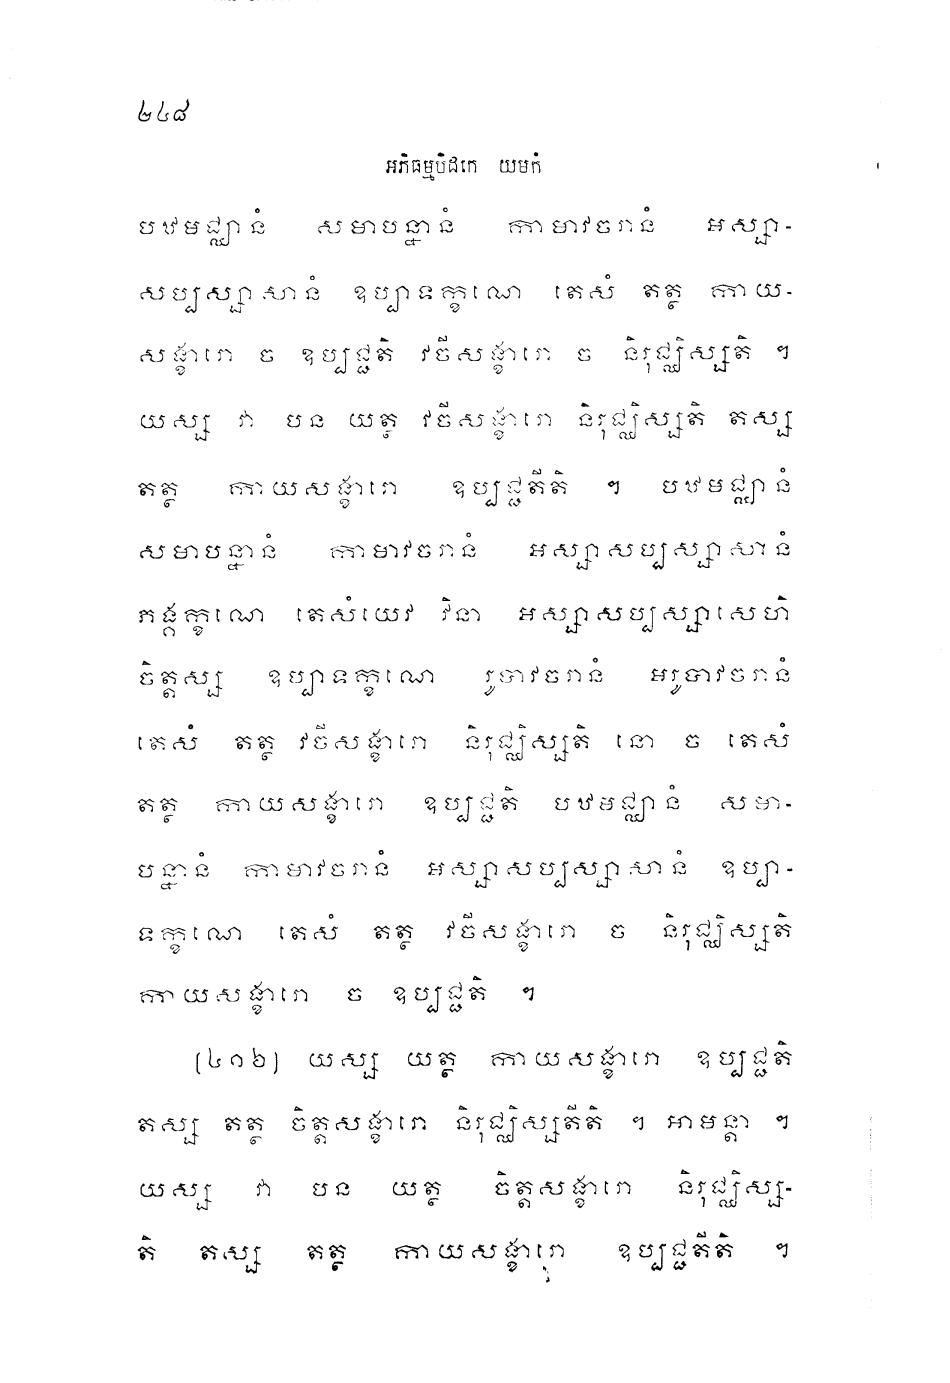 ២៤៨
អភិធម្មបិដកេ យមកំ
បឋមជ្ឈានំ សមាបន្នានំ កាមាវចរានំ អស្សា-
សប្បស្សាសានំ ឧប្បាទក្ខណេ តេសំ តត្ថ កាយ-
សង្ខារោ ច ឧប្បជ្ជតិ វចីសង្ខារោ ច និរុជ្ឈិស្សតិ ។
យស្ស វា បន យត្ថ វចីសង្ខារោ និរុជ្ឈិស្សតិ តស្ស
តត្ថ កាយសង្ខារោ ឧប្បជ្ជតីតិ ។ បឋមជ្ឈានំ
សមាបន្នានំ កាមាវចរានំ អស្សាសប្បស្សាសានំ
ភង្គក្ខណេ តេសំយេវ វិនា អស្សាសប្បស្សាសេហិ
ចិត្តស្ស ឧប្បាទក្ខណេ រូបាវចរានំ អរូបាវចរានំ
តេសំ តត្ថ វចីសង្ខារោ និរុជ្ឈិស្សតិ នោ ច តេសំ
តត្ថ កាយសង្ខារោ ឧប្បជ្ជតិ បឋមជ្ឈានំ សមា-
បន្នានំ កាមាវចរានំ អស្សាសប្បស្សាសានំ ឧប្បា-
ទក្ខណេ តេសំ តត្ថ វចីសង្ខារោ ច និរុជ្ឈិស្សតិ
កាយសង្ខារោ ច ឧប្បជ្ជតិ ។
(៤០៦) យស្ស យត្ថ កាយសង្ខារោ ឧប្បជ្ជតិ
តស្ស តត្ថ ចិត្តសង្ខារោ និរុជ្ឈិស្សតីតិ ។ អាមន្តា ។
យស្ស វា បន យត្ថ ចិត្តសង្ខារោ និរុជ្ឈិស្ស-
តិ តស្ស តត្ថ កាយសង្ខារោ ឧប្បជ្ជតីតិ ។